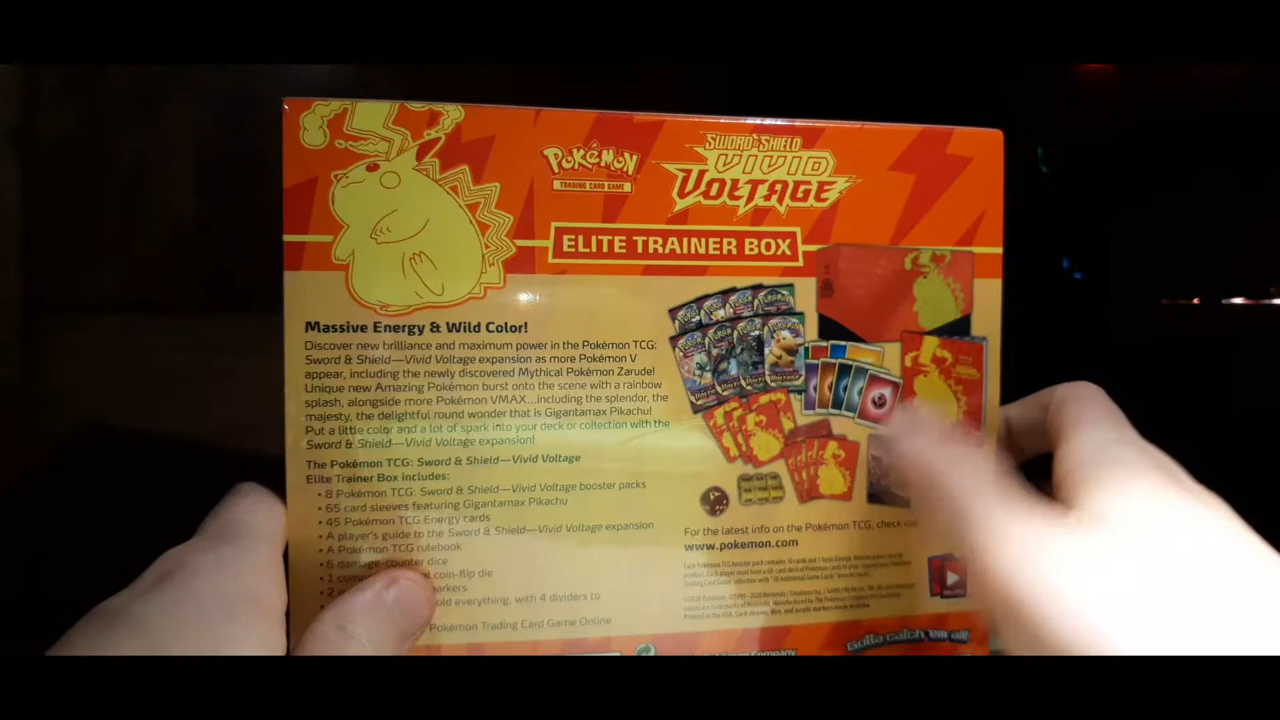 POKéMON
TRADING CARD GAME
SWORD & SHIELD
VIVID
VOLTAGE
ELITE TRAINER BOX
Massive Energy & Wild Color!
Discover new brilliance and maximum power in the Pokémon TCG:
Sword & Shield—Vivid Voltage expansion as more Pokémon V
appear, including the newly discovered Mythical Pokémon Zarude!
Unique new Amazing Pokémon burst onto the scene with a rainbow
splash, alongside more Pokémon VMAX...including the splendor, the
majesty, the delightful round wonder that is Gigantamax Pikachu!
Put a little color and a lot of spark into your deck or collection with the
Sword & Shield—Vivid Voltage expansion!
The Pokémon TCG: Sword & Shield—Vivid Voltage
Elite Trainer Box includes:
• 8 Pokémon TCG: Sword & Shield—Vivid Voltage booster packs
• 65 card sleeves featuring Gigantamax Pikachu
• 45 Pokémon TCG Energy cards
• A player's guide to the Sword & Shield—Vivid Voltage expansion
• A Pokémon TCG rulebook
• 6 damage-counter dice
• 1 coin-flip die
old everything, with 4 dividers to
Pokémon Trading Card Game Online
For the latest info on the Pokémon TCG, check
www.pokemon.com
Gotta catch 'em all!